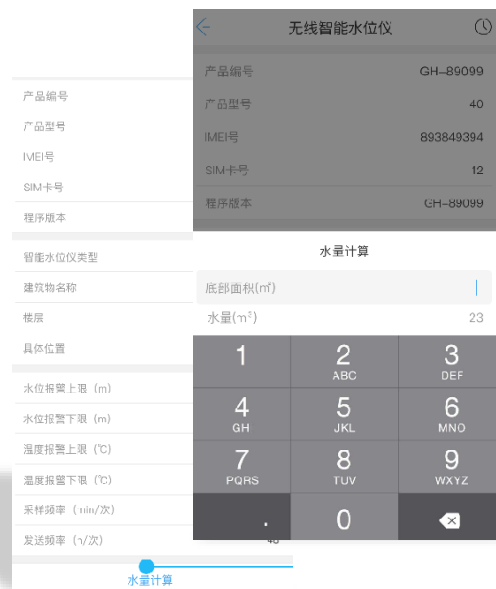 产品编号
产品型号
IMEI号
SIM卡号
程序版本
智能水位仪类型
建筑物名称
楼层
具体位置
水位报警上限（m）
水位报警下限（m）
温度报警上限（℃）
温度报警下限（℃）
采样频率（min/次）
发送频率（h/次）
水量计算
无线智能水位仪
产品编号 GH-89099
产品型号 40
IMEI号 893849394
SIM卡号 12
程序版本 GH-89099
水量计算
底部面积(㎡)
水量(m³) 23
1
2 ABC
3 DEF
4 GH
5 JKL
6 MNO
7 PQRS
8 TUV
9 WXYZ
.
0